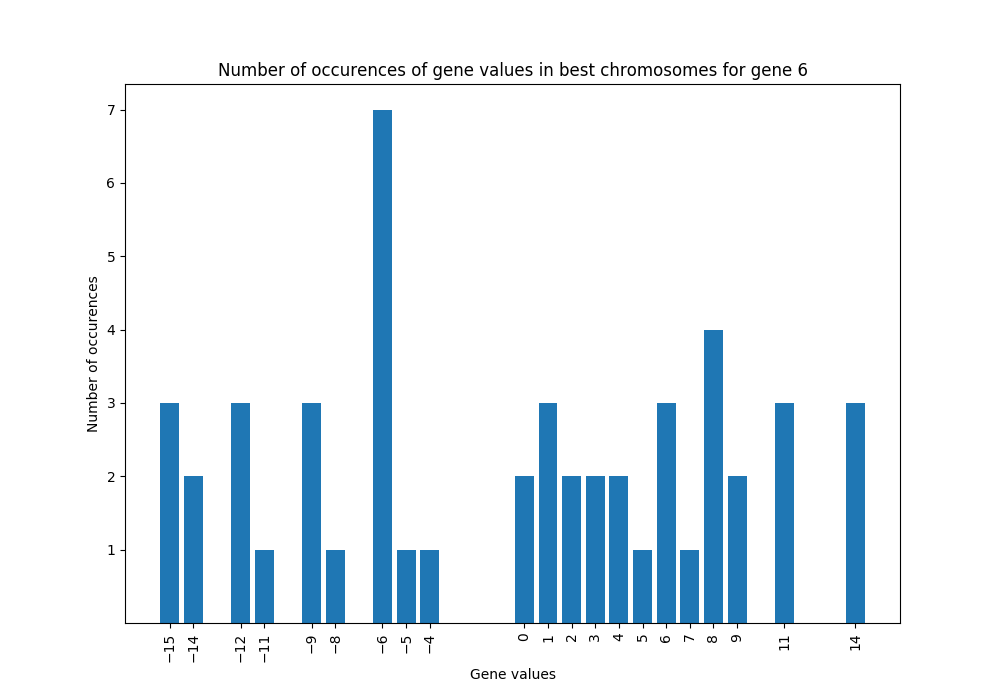 Number of occurences of gene values in best chromosomes for gene 6
7
6
5
4
3
2
1
Number of occurences
−15 −14 −12 −11 −9 −8 −6 −5 −4 0 1 2 3 4 5 6 7 8 9 11 14
Gene values